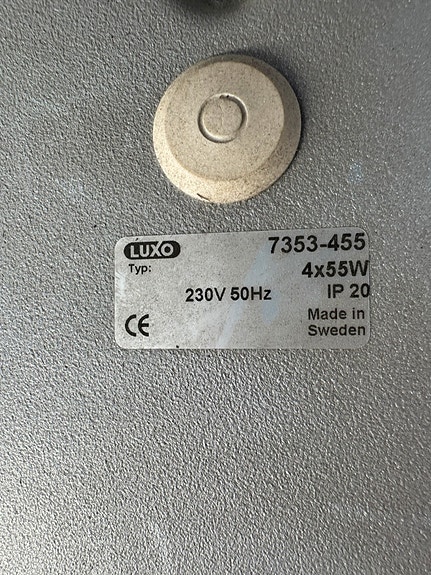 LUXO 7353-455
Typ: 4x55W
230V 50Hz IP 20
CE Made in
Sweden